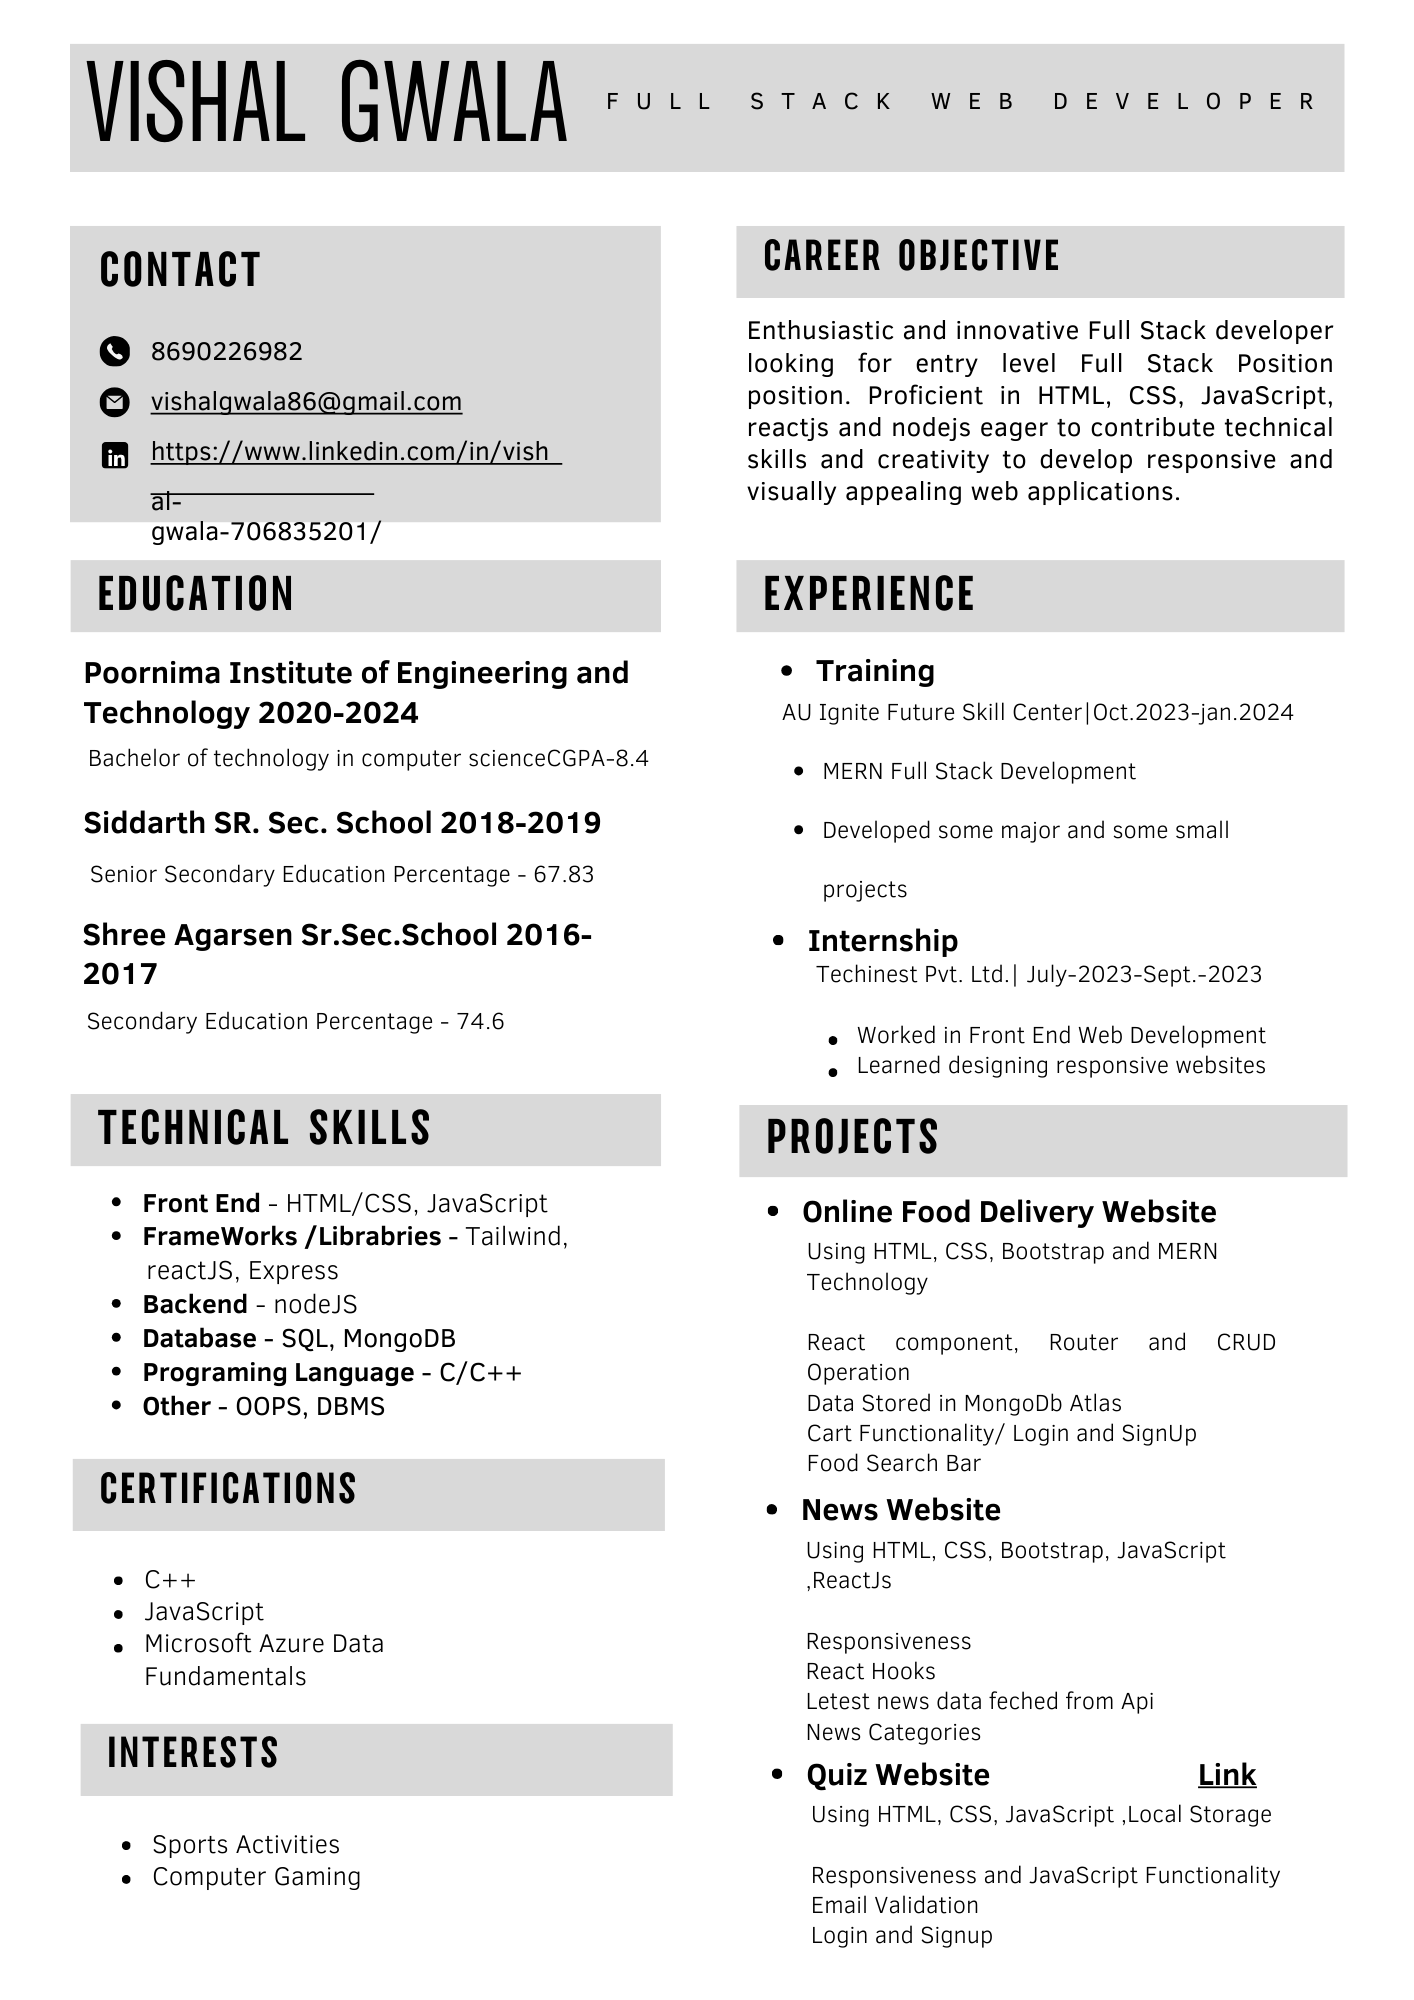 VISHAL GWALA
FULL STACK WEB DEVELOPER
CONTACT
8690226982
vishalgwala86@gmail.com
https://www.linkedin.com/in/vish
al-
gwala-706835201/
EDUCATION
Poornima Institute of Engineering and
Technology 2020-2024
Bachelor of technology in computer scienceCGPA-8.4
Siddarth SR. Sec. School 2018-2019
Senior Secondary Education Percentage - 67.83
Shree Agarsen Sr.Sec.School 2016-
2017
Secondary Education Percentage - 74.6
TECHNICAL SKILLS
• Front End - HTML/CSS, JavaScript
• FrameWorks /Librabries - Tailwind,
reactJS, Express
• Backend - nodeJS
• Database - SQL, MongoDB
• Programing Language - C/C++
• Other - OOPS, DBMS
CERTIFICATIONS
• C++
• JavaScript
• Microsoft Azure Data
Fundamentals
INTERESTS
• Sports Activities
• Computer Gaming
CAREER OBJECTIVE
Enthusiastic and innovative Full Stack developer
looking for entry level Full Stack Position
position. Proficient in HTML, CSS, JavaScript,
reactjs and nodejs eager to contribute technical
skills and creativity to develop responsive and
visually appealing web applications.
EXPERIENCE
• Training
AU Ignite Future Skill Center|Oct.2023-jan.2024
• MERN Full Stack Development
• Developed some major and some small
projects
• Internship
Techinest Pvt. Ltd.| July-2023-Sept.-2023
• Worked in Front End Web Development
• Learned designing responsive websites
PROJECTS
• Online Food Delivery Website
Using HTML, CSS, Bootstrap and MERN
Technology
React component, Router and CRUD
Operation
Data Stored in MongoDb Atlas
Cart Functionality/ Login and SignUp
Food Search Bar
• News Website
Using HTML, CSS, Bootstrap, JavaScript
,ReactJs
Responsiveness
React Hooks
Letest news data feched from Api
News Categories
• Quiz Website Link
Using HTML, CSS, JavaScript ,Local Storage
Responsiveness and JavaScript Functionality
Email Validation
Login and Signup